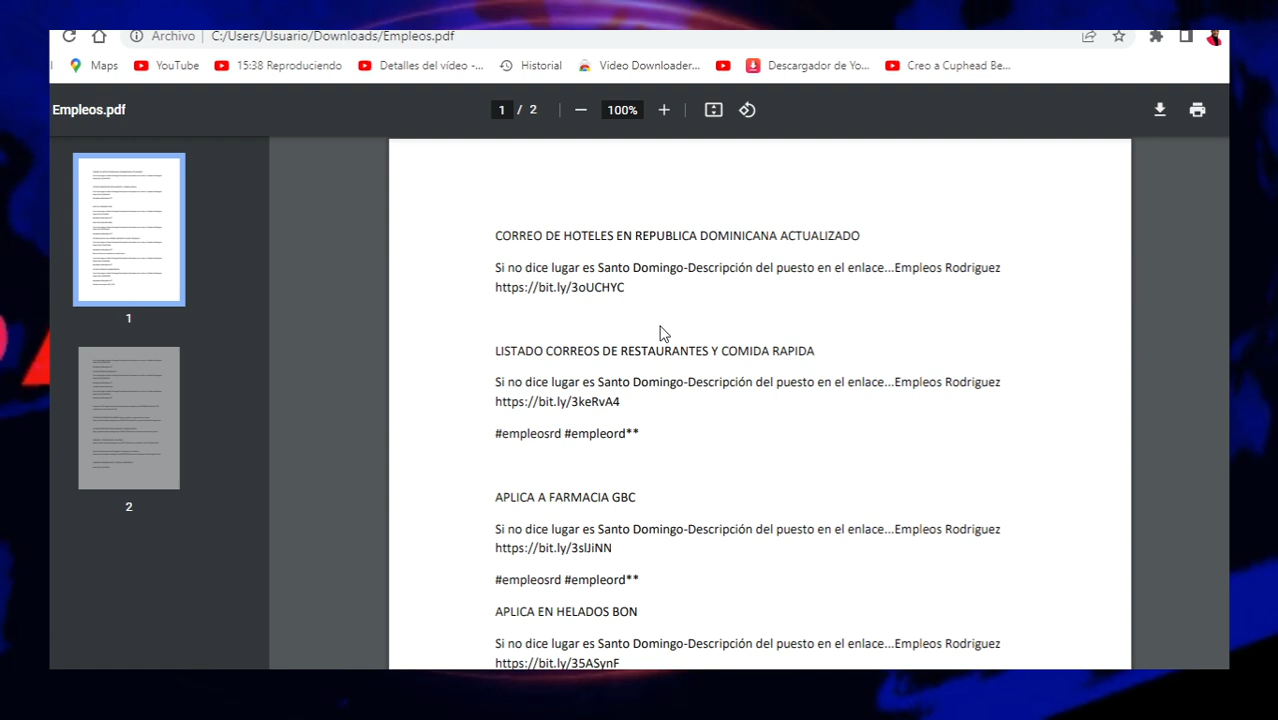 Archivo C:/Users/Usuario/Downloads/Empleos.pdf
Maps YouTube 15:38 Reproduciendo Detalles del vídeo -... Historial Video Downloader... Descargador de Yo... Creo a Cuphead Be...
Empleos.pdf 1 / 2 100%
CORREO DE HOTELES EN REPUBLICA DOMINICANA ACTUALIZADO
Si no dice lugar es Santo Domingo-Descripción del puesto en el enlace...Empleos Rodriguez
https://bit.ly/3oUCHYC
LISTADO CORREOS DE RESTAURANTES Y COMIDA RAPIDA
Si no dice lugar es Santo Domingo-Descripción del puesto en el enlace...Empleos Rodriguez
https://bit.ly/3keRvA4
#empleosrd #empleord**
APLICA A FARMACIA GBC
Si no dice lugar es Santo Domingo-Descripción del puesto en el enlace...Empleos Rodriguez
https://bit.ly/3slJiNN
#empleosrd #empleord**
APLICA EN HELADOS BON
Si no dice lugar es Santo Domingo-Descripción del puesto en el enlace...Empleos Rodriguez
https://bit.ly/35ASynF
1
2